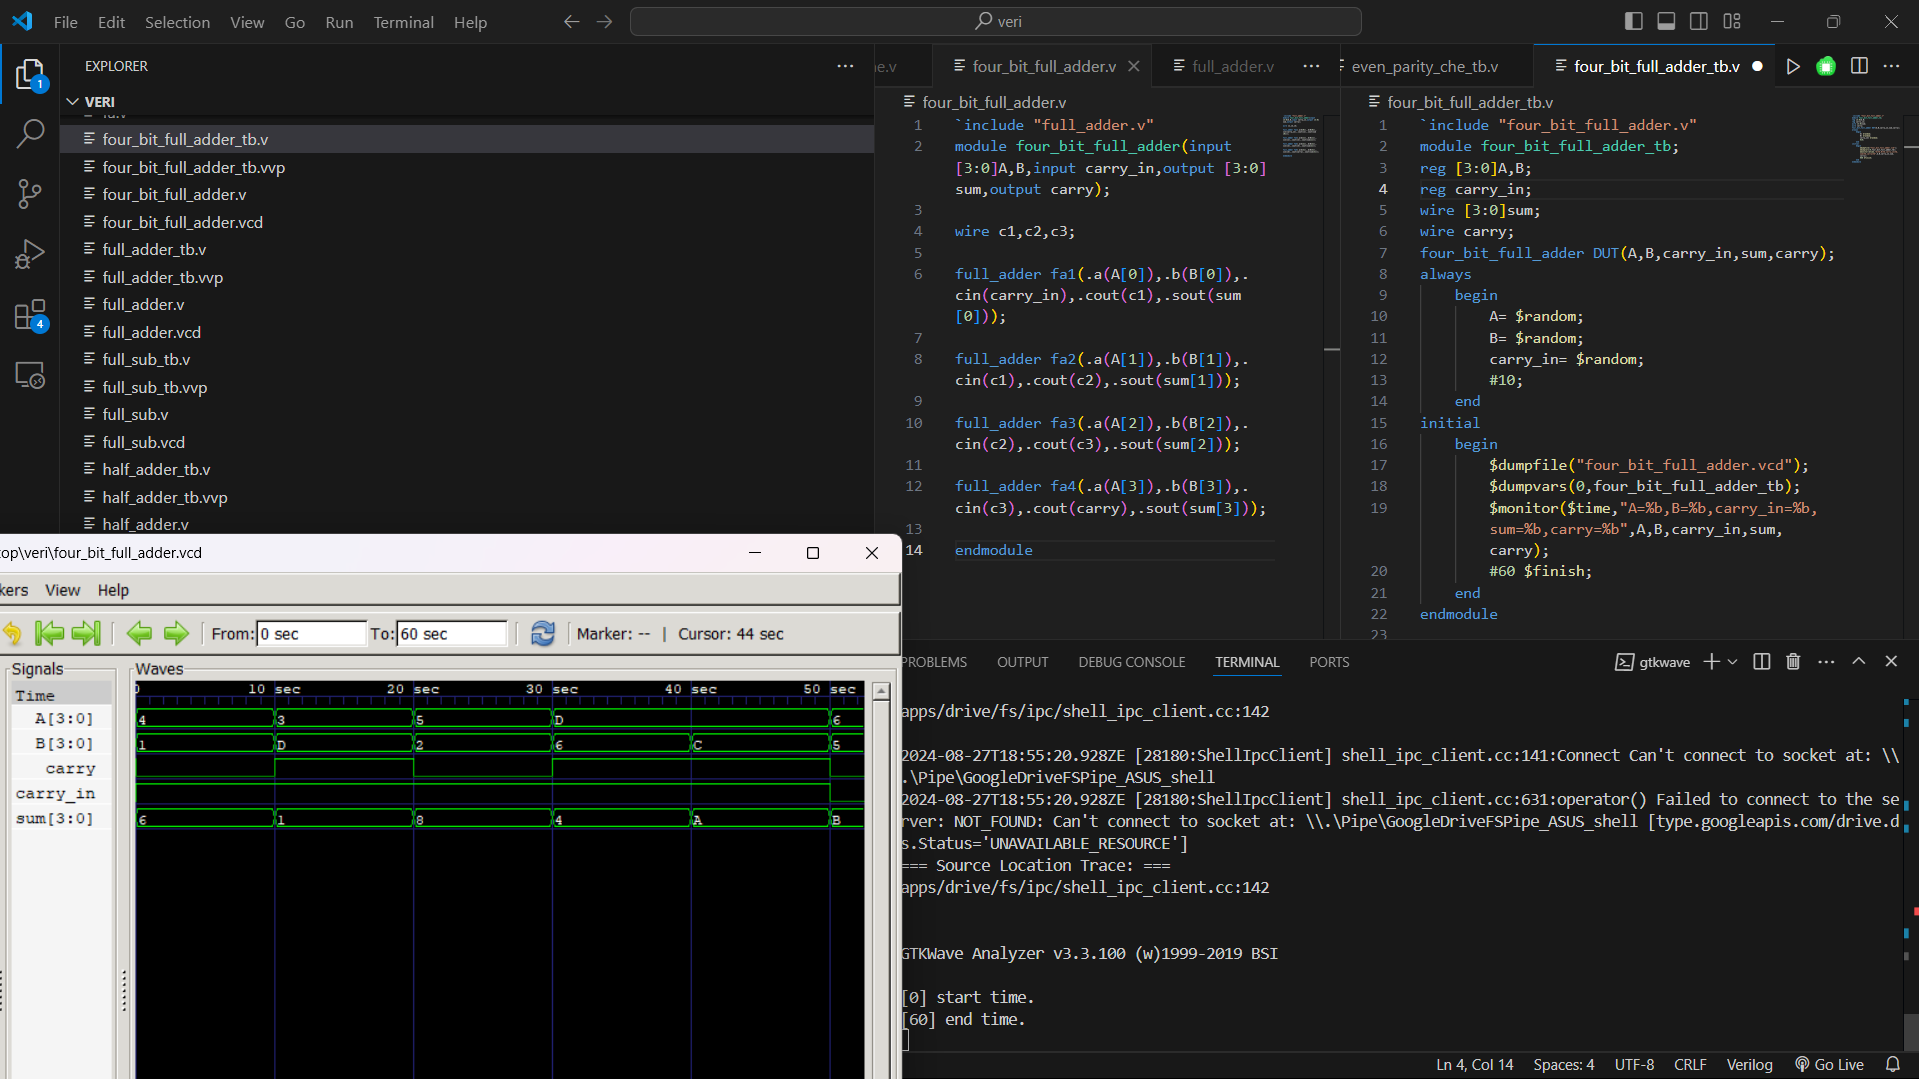 File Edit Selection View Go Run Terminal Help
veri
EXPLORER
VERI
four_bit_full_adder_tb.v
four_bit_full_adder_tb.vvp
four_bit_full_adder.v
four_bit_full_adder.vcd
full_adder_tb.v
full_adder_tb.vvp
full_adder.v
full_adder.vcd
full_sub_tb.v
full_sub_tb.vvp
full_sub.v
full_sub.vcd
half_adder_tb.v
half_adder_tb.vvp
half_adder.v
1
4
four_bit_full_adder.v full_adder.v
four_bit_full_adder.v
1 `include "full_adder.v"
2 module four_bit_full_adder(input
[3:0]A,B,input carry_in,output [3:0]
sum,output carry);
3
4 wire c1,c2,c3;
5
6 full_adder fa1(.a(A[0]),.b(B[0]),.
cin(carry_in),.cout(c1),.sout(sum
[0]));
7
8 full_adder fa2(.a(A[1]),.b(B[1]),.
cin(c1),.cout(c2),.sout(sum[1]));
9
10 full_adder fa3(.a(A[2]),.b(B[2]),.
cin(c2),.cout(c3),.sout(sum[2]));
11
12 full_adder fa4(.a(A[3]),.b(B[3]),.
cin(c3),.cout(carry),.sout(sum[3]));
13
14 endmodule
even_parity_che_tb.v four_bit_full_adder_tb.v
four_bit_full_adder_tb.v
1 `include "four_bit_full_adder.v"
2 module four_bit_full_adder_tb;
3 reg [3:0]A,B;
4 reg carry_in;
5 wire [3:0]sum;
6 wire carry;
7 four_bit_full_adder DUT(A,B,carry_in,sum,carry);
8 always
9 begin
10 A= $random;
11 B= $random;
12 carry_in= $random;
13 #10;
14 end
15 initial
16 begin
17 $dumpfile("four_bit_full_adder.vcd");
18 $dumpvars(0,four_bit_full_adder_tb);
19 $monitor($time,"A=%b,B=%b,carry_in=%b,
sum=%b,carry=%b",A,B,carry_in,sum,
carry);
20 #60 $finish;
21 end
22 endmodule
23
top\veri\four_bit_full_adder.vcd
kers View Help
From: 0 sec To: 60 sec Marker: -- | Cursor: 44 sec
Signals Waves
Time 0 10 sec 20 sec 30 sec 40 sec 50 sec
A[3:0] 4 3 5 D 6
B[3:0] 1 D 2 6 C 5
carry
carry_in
sum[3:0] 6 1 8 4 A B
PROBLEMS OUTPUT DEBUG CONSOLE TERMINAL PORTS gtkwave
apps/drive/fs/ipc/shell_ipc_client.cc:142
2024-08-27T18:55:20.928ZE [28180:ShellIpcClient] shell_ipc_client.cc:141:Connect Can't connect to socket at: \\
.\Pipe\GoogleDriveFSPipe_ASUS_shell
2024-08-27T18:55:20.928ZE [28180:ShellIpcClient] shell_ipc_client.cc:631:operator() Failed to connect to the se
rver: NOT_FOUND: Can't connect to socket at: \\.\Pipe\GoogleDriveFSPipe_ASUS_shell [type.googleapis.com/drive.d
s.Status='UNAVAILABLE_RESOURCE']
=== Source Location Trace: ===
apps/drive/fs/ipc/shell_ipc_client.cc:142
GTKWave Analyzer v3.3.100 (w)1999-2019 BSI
[0] start time.
[60] end time.
Ln 4, Col 14 Spaces: 4 UTF-8 CRLF Verilog Go Live